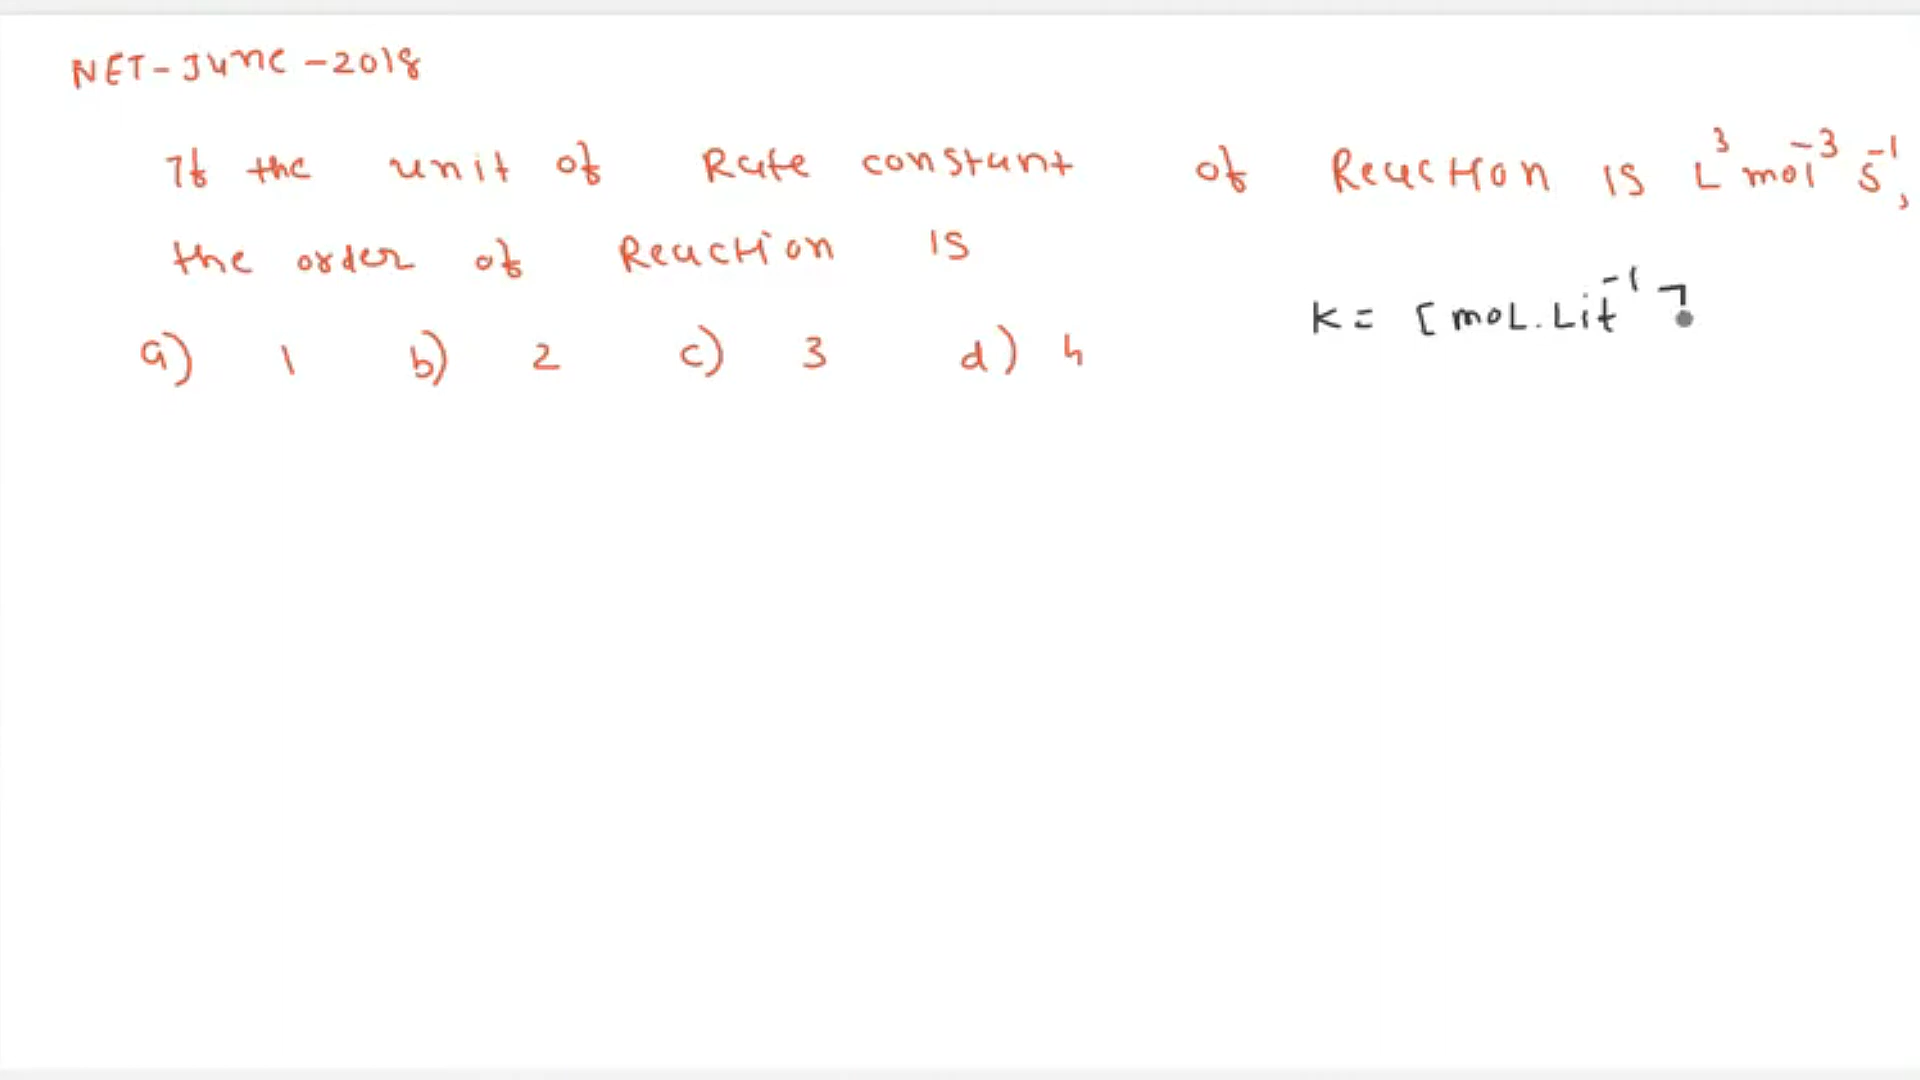 NET-June-2018
If the unit of Rate constant of Reaction is L³ mol⁻³ S⁻¹,
the order of Reaction is
K = [moL.Lit⁻¹]
a) 1 b) 2 c) 3 d) 4